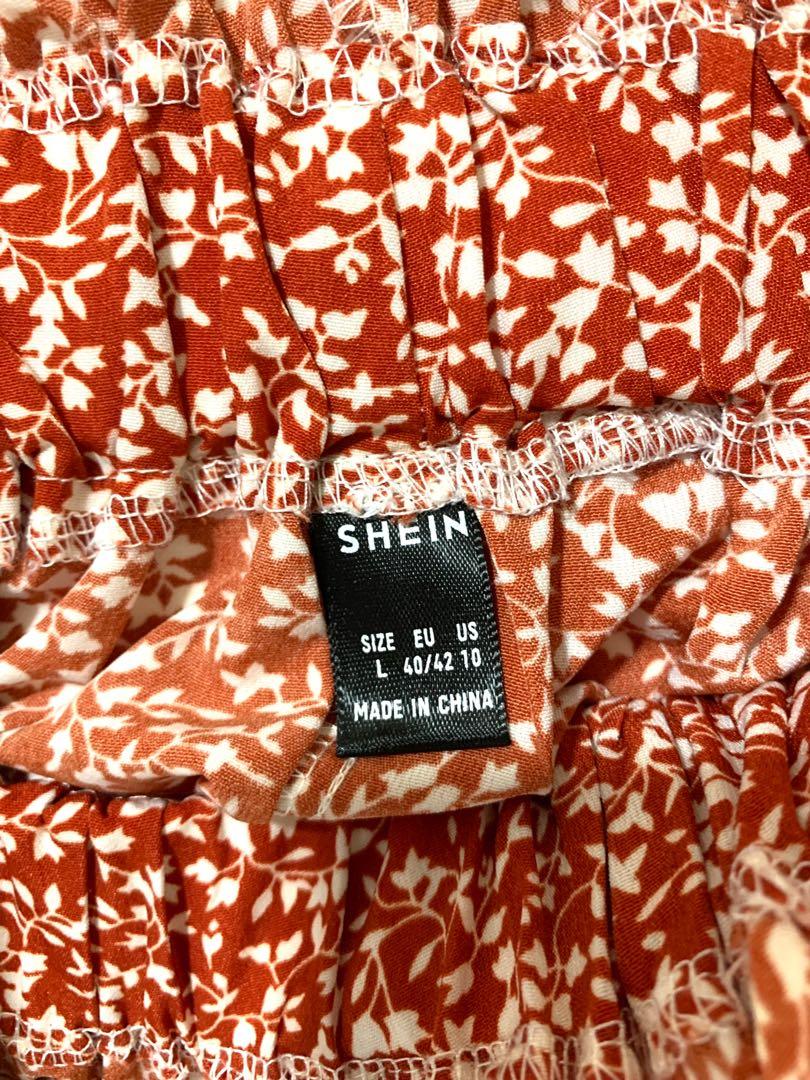 SHEIN
SIZE EU US
L 40/42 10
MADE IN CHINA